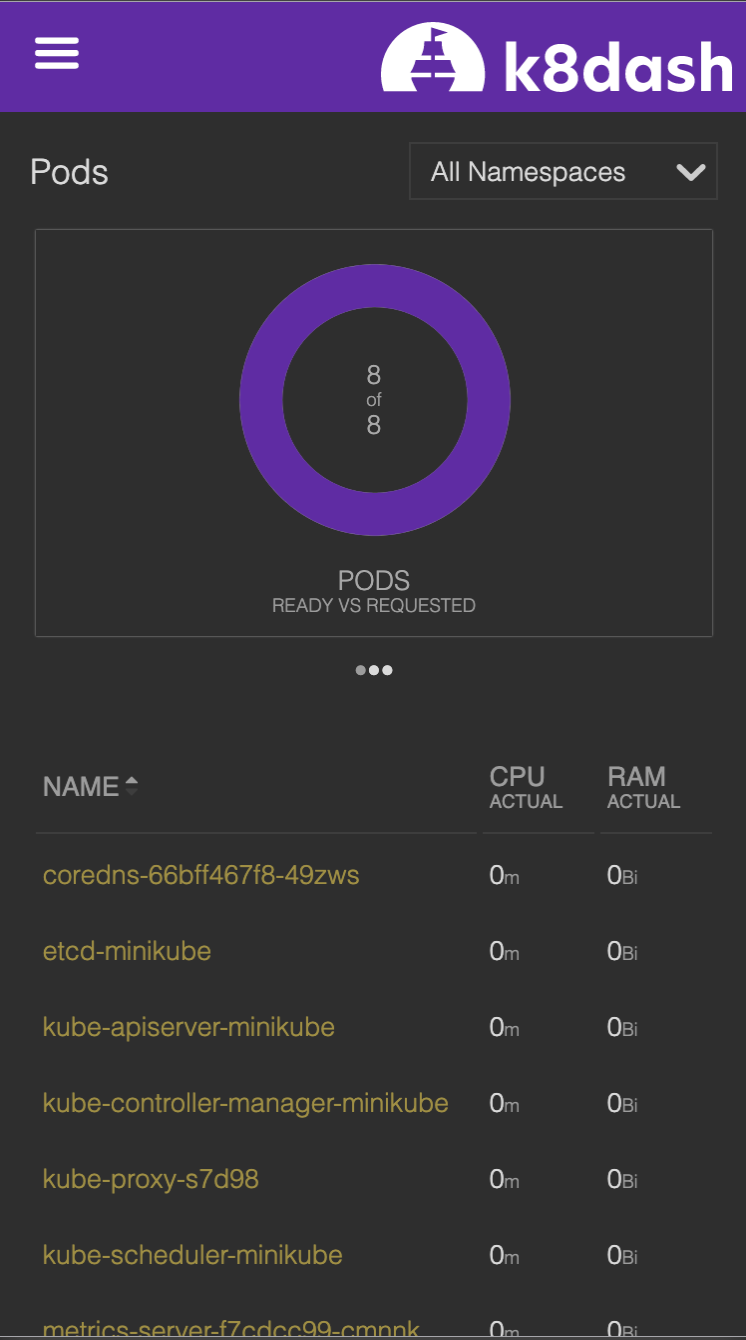 k8dash
Pods
All Namespaces
8
of
8
PODS
READY VS REQUESTED
NAME CPU RAM
ACTUAL ACTUAL
coredns-66bff467f8-49zws 0m 0Bi
etcd-minikube 0m 0Bi
kube-apiserver-minikube 0m 0Bi
kube-controller-manager-minikube 0m 0Bi
kube-proxy-s7d98 0m 0Bi
kube-scheduler-minikube 0m 0Bi
metrics-server-f7cdcc99-cmnnk 0m 0Bi